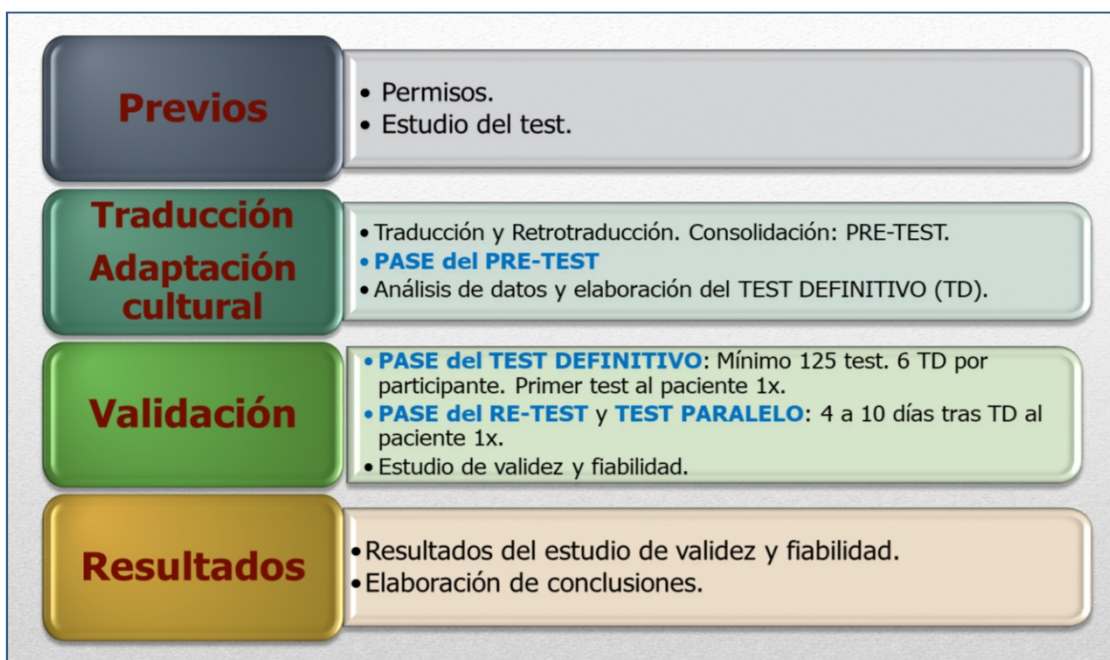 Previos
• Permisos.
• Estudio del test.
Traducción
Adaptación
cultural
• Traducción y Retrotraducción. Consolidación: PRE-TEST.
• PASE del PRE-TEST
• Análisis de datos y elaboración del TEST DEFINITIVO (TD).
Validación
• PASE del TEST DEFINITIVO: Mínimo 125 test. 6 TD por
participante. Primer test al paciente 1x.
• PASE del RE-TEST y TEST PARALELO: 4 a 10 días tras TD al
paciente 1x.
• Estudio de validez y fiabilidad.
Resultados
• Resultados del estudio de validez y fiabilidad.
• Elaboración de conclusiones.